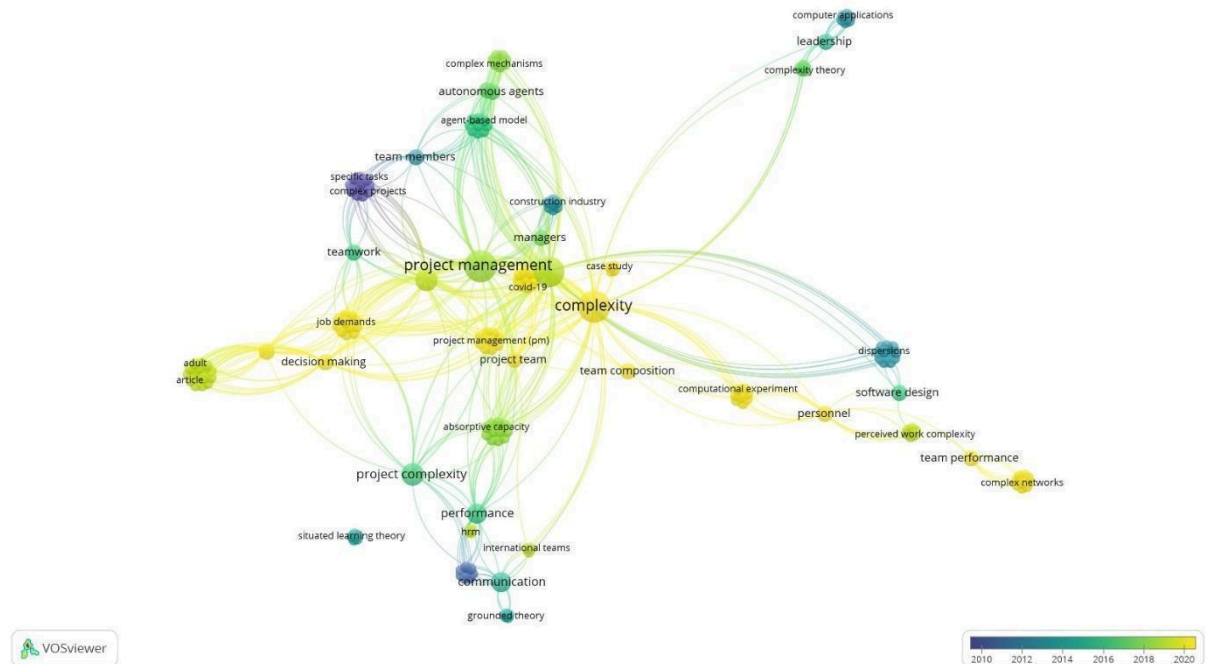 computer applications
leadership
complexity theory
complex mechanisms
autonomous agents
agent-based model
team members
specific tasks
complex projects
construction industry
managers
teamwork
project management
case study
covid-19
complexity
job demands
project management (pm)
decision making
project team
adult
article
team composition
dispersions
computational experiment
software design
personnel
absorptive capacity
perceived work complexity
team performance
project complexity
complex networks
performance
hrm
situated learning theory
international teams
communication
grounded theory
VOSviewer
2010 2012 2014 2016 2018 2020